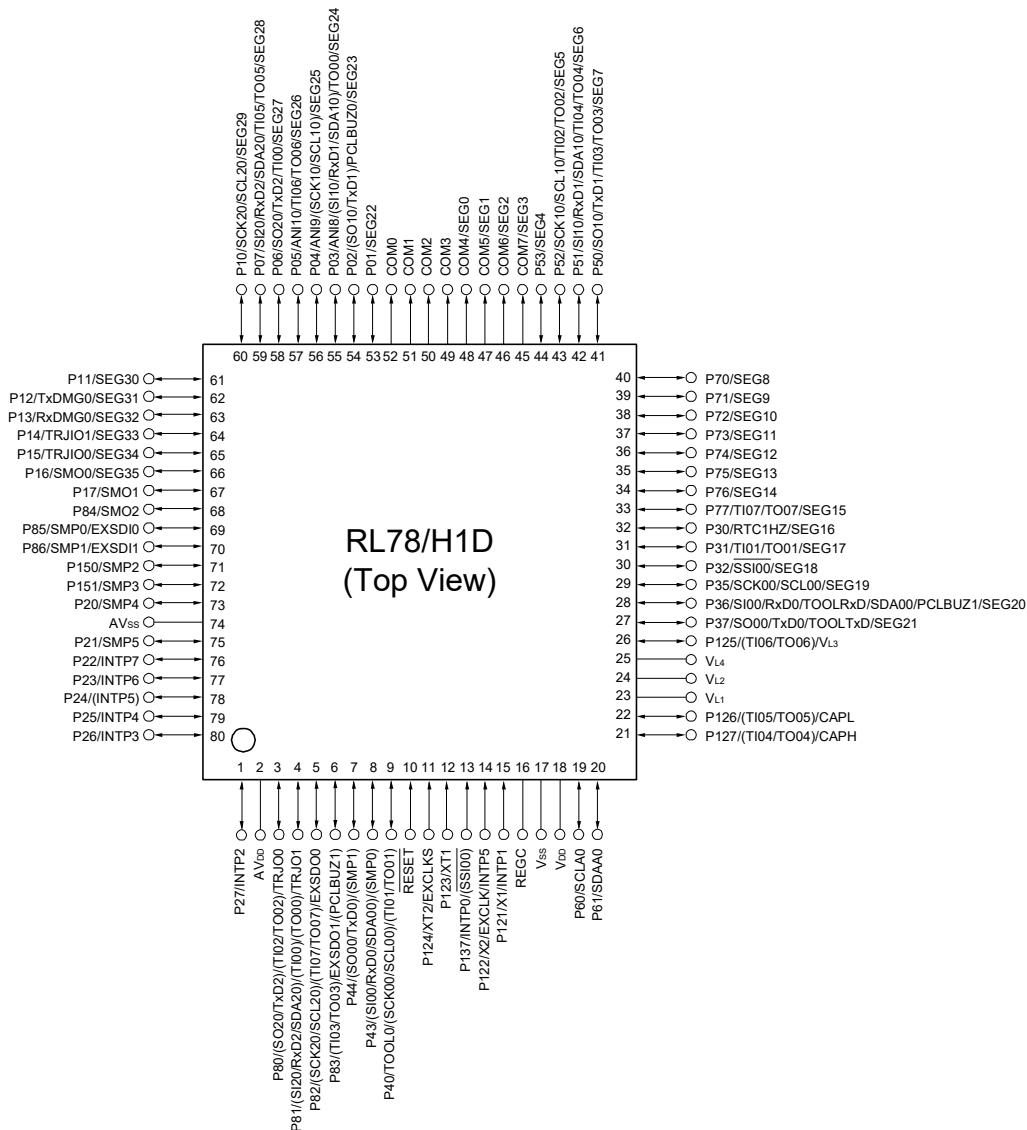 P10/SCK20/SCL20/SEG29
P07/SI20/RxD2/SDA20/TI05/TO05/SEG28
P06/SO20/TxD2/TI00/SEG27
P05/ANI10/TI06/TO06/SEG26
P04/ANI9/(SCK10/SCL10)/SEG25
P03/ANI8/(SI10/RxD1/SDA10)/TO00/SEG24
P02/(SO10/TxD1)/PCLBUZ0/SEG23
P01/SEG22
COM0
COM1
COM2
COM3
COM4/SEG0
COM5/SEG1
COM6/SEG2
COM7/SEG3
P53/SEG4
P52/SCK10/SCL10/TI02/TO02/SEG5
P51/SI10/RxD1/SDA10/TI04/TO04/SEG6
P50/SO10/TxD1/TI03/TO03/SEG7
60 59 58 57 56 55 54 53 52 51 50 49 48 47 46 45 44 43 42 41
P11/SEG30 61
P12/TxDMG0/SEG31 62
P13/RxDMG0/SEG32 63
P14/TRJIO1/SEG33 64
P15/TRJIO0/SEG34 65
P16/SMO0/SEG35 66
P17/SMO1 67
P84/SMO2 68
P85/SMP0/EXSDI0 69
P86/SMP1/EXSDI1 70
P150/SMP2 71
P151/SMP3 72
P20/SMP4 73
AVSS 74
P21/SMP5 75
P22/INTP7 76
P23/INTP6 77
P24/(INTP5) 78
P25/INTP4 79
P26/INTP3 80
RL78/H1D
(Top View)
40 P70/SEG8
39 P71/SEG9
38 P72/SEG10
37 P73/SEG11
36 P74/SEG12
35 P75/SEG13
34 P76/SEG14
33 P77/TI07/TO07/SEG15
32 P30/RTC1HZ/SEG16
31 P31/TI01/TO01/SEG17
30 P32/SSI00/SEG18
29 P35/SCK00/SCL00/SEG19
28 P36/SI00/RxD0/TOOLRxD/SDA00/PCLBUZ1/SEG20
27 P37/SO00/TxD0/TOOLTxD/SEG21
26 P125/(TI06/TO06)/VL3
25 VL4
24 VL2
23 VL1
22 P126/(TI05/TO05)/CAPL
21 P127/(TI04/TO04)/CAPH
1 2 3 4 5 6 7 8 9 10 11 12 13 14 15 16 17 18 19 20
P27/INTP2
AVDD
P80/(SO20/TxD2)/(TI02/TO02)/TRJO0
P81/(SI20/RxD2/SDA20)/(TI00)/(TO00)/TRJO1
P82/(SCK20/SCL20)/(TI07/TO07)/EXSDO0
P83/(TI03/TO03)/EXSDO1/(PCLBUZ1)
P44/(SO00/TxD0)/(SMP1)
P43/(SI00/RxD0/SDA00)/(SMP0)
P40/TOOL0/(SCK00/SCL00)/(TI01/TO01)
RESET
P124/XT2/EXCLKS
P123/XT1
P137/INTP0/(SSI00)
P122/X2/EXCLK/INTP5
P121/X1/INTP1
REGC
VSS
VDD
P60/SCLA0
P61/SDAA0